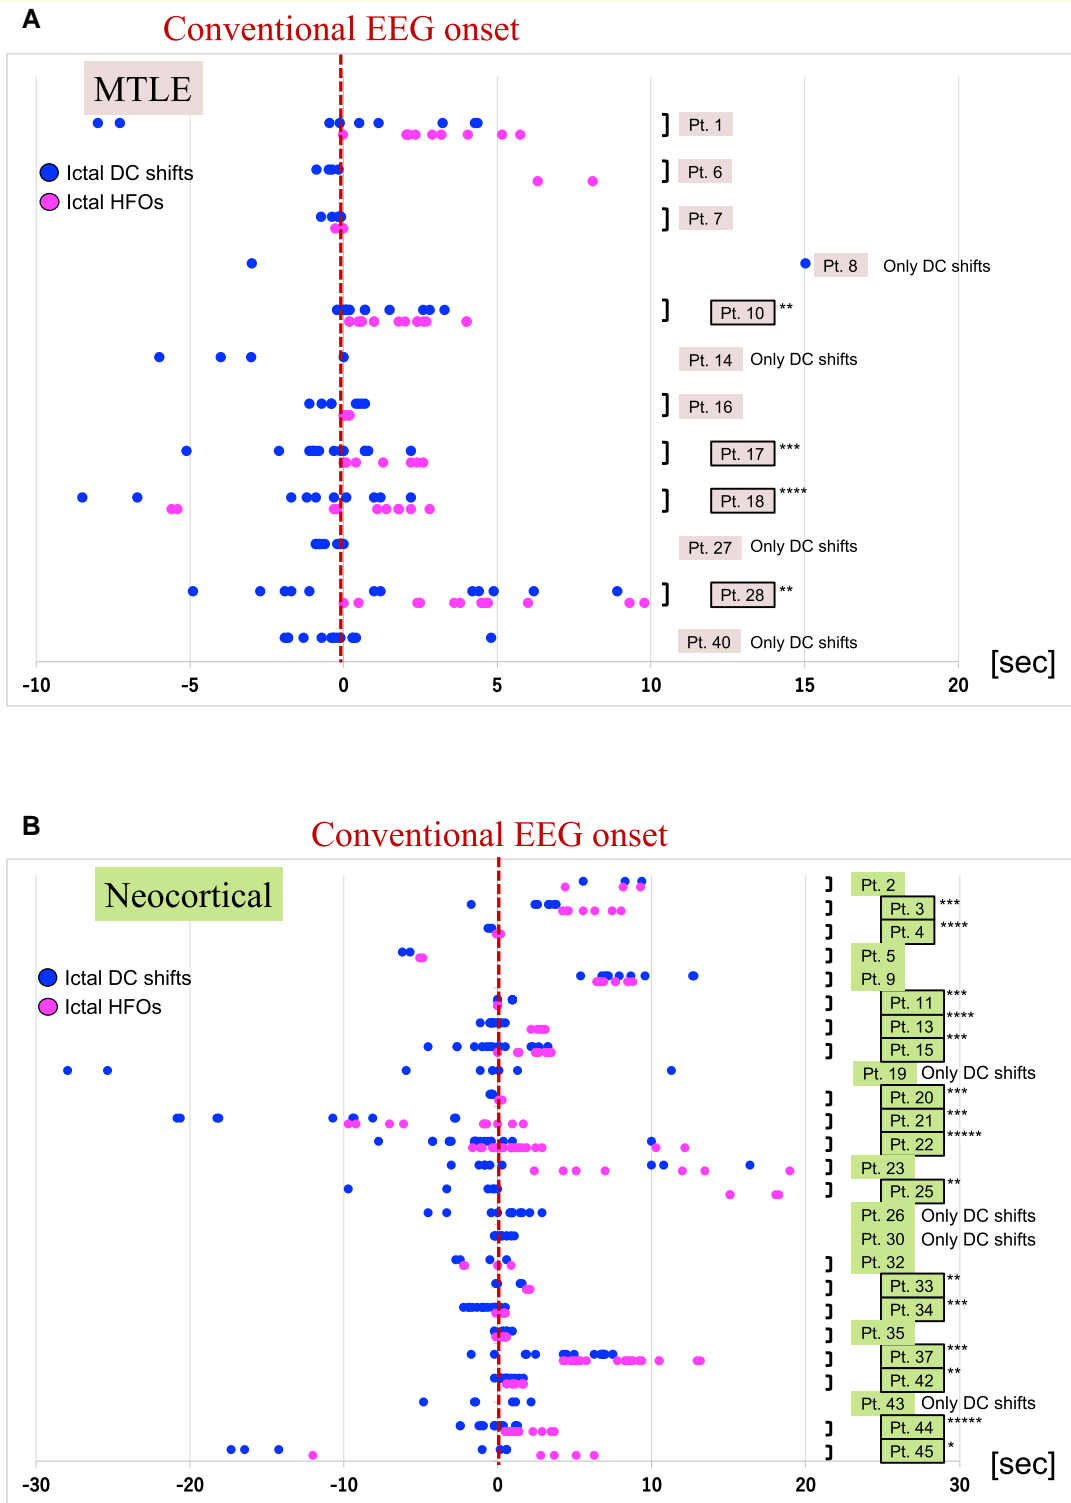 A
Conventional EEG onset
MTLE
Ictal DC shifts
Ictal HFOs
] Pt. 1
] Pt. 6
] Pt. 7
Pt. 8 Only DC shifts
] Pt. 10 **
Pt. 14 Only DC shifts
] Pt. 16
] Pt. 17 ***
] Pt. 18 ****
Pt. 27 Only DC shifts
] Pt. 28 **
Pt. 40 Only DC shifts
[sec]
-10 -5 0 5 10 15 20
B
Conventional EEG onset
Neocortical
Ictal DC shifts
Ictal HFOs
] Pt. 2
] Pt. 3 ***
] Pt. 4 ****
] Pt. 5
] Pt. 9
] Pt. 11 ***
] Pt. 13 ****
] Pt. 15 ***
Pt. 19 Only DC shifts
] Pt. 20 ***
] Pt. 21 ***
] Pt. 22 *****
] Pt. 23
] Pt. 25 **
Pt. 26 Only DC shifts
Pt. 30 Only DC shifts
] Pt. 32
] Pt. 33 **
] Pt. 34 ***
] Pt. 35
] Pt. 37 ***
] Pt. 42 **
Pt. 43 Only DC shifts
] Pt. 44 *****
] Pt. 45 *
[sec]
-30 -20 -10 0 10 20 30